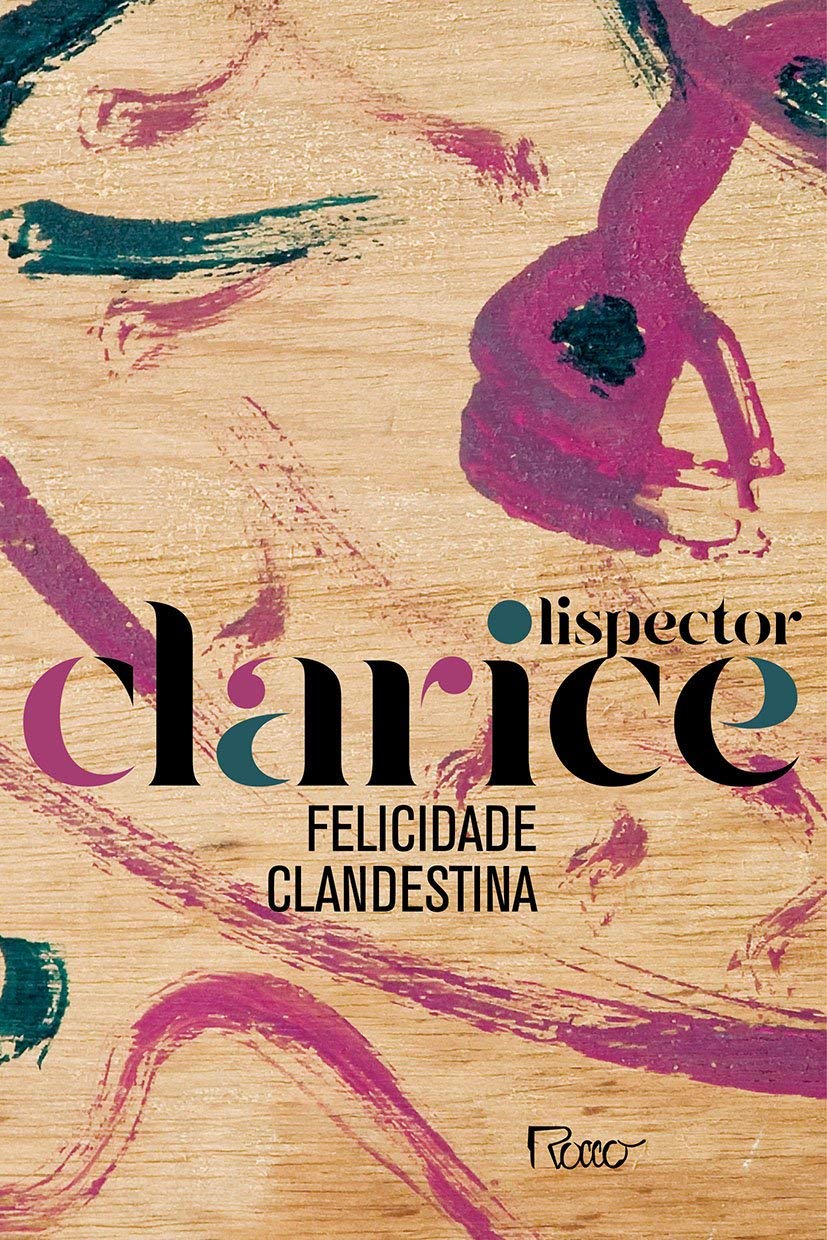 lispector
clarice
FELICIDADE
CLANDESTINA
Rocco